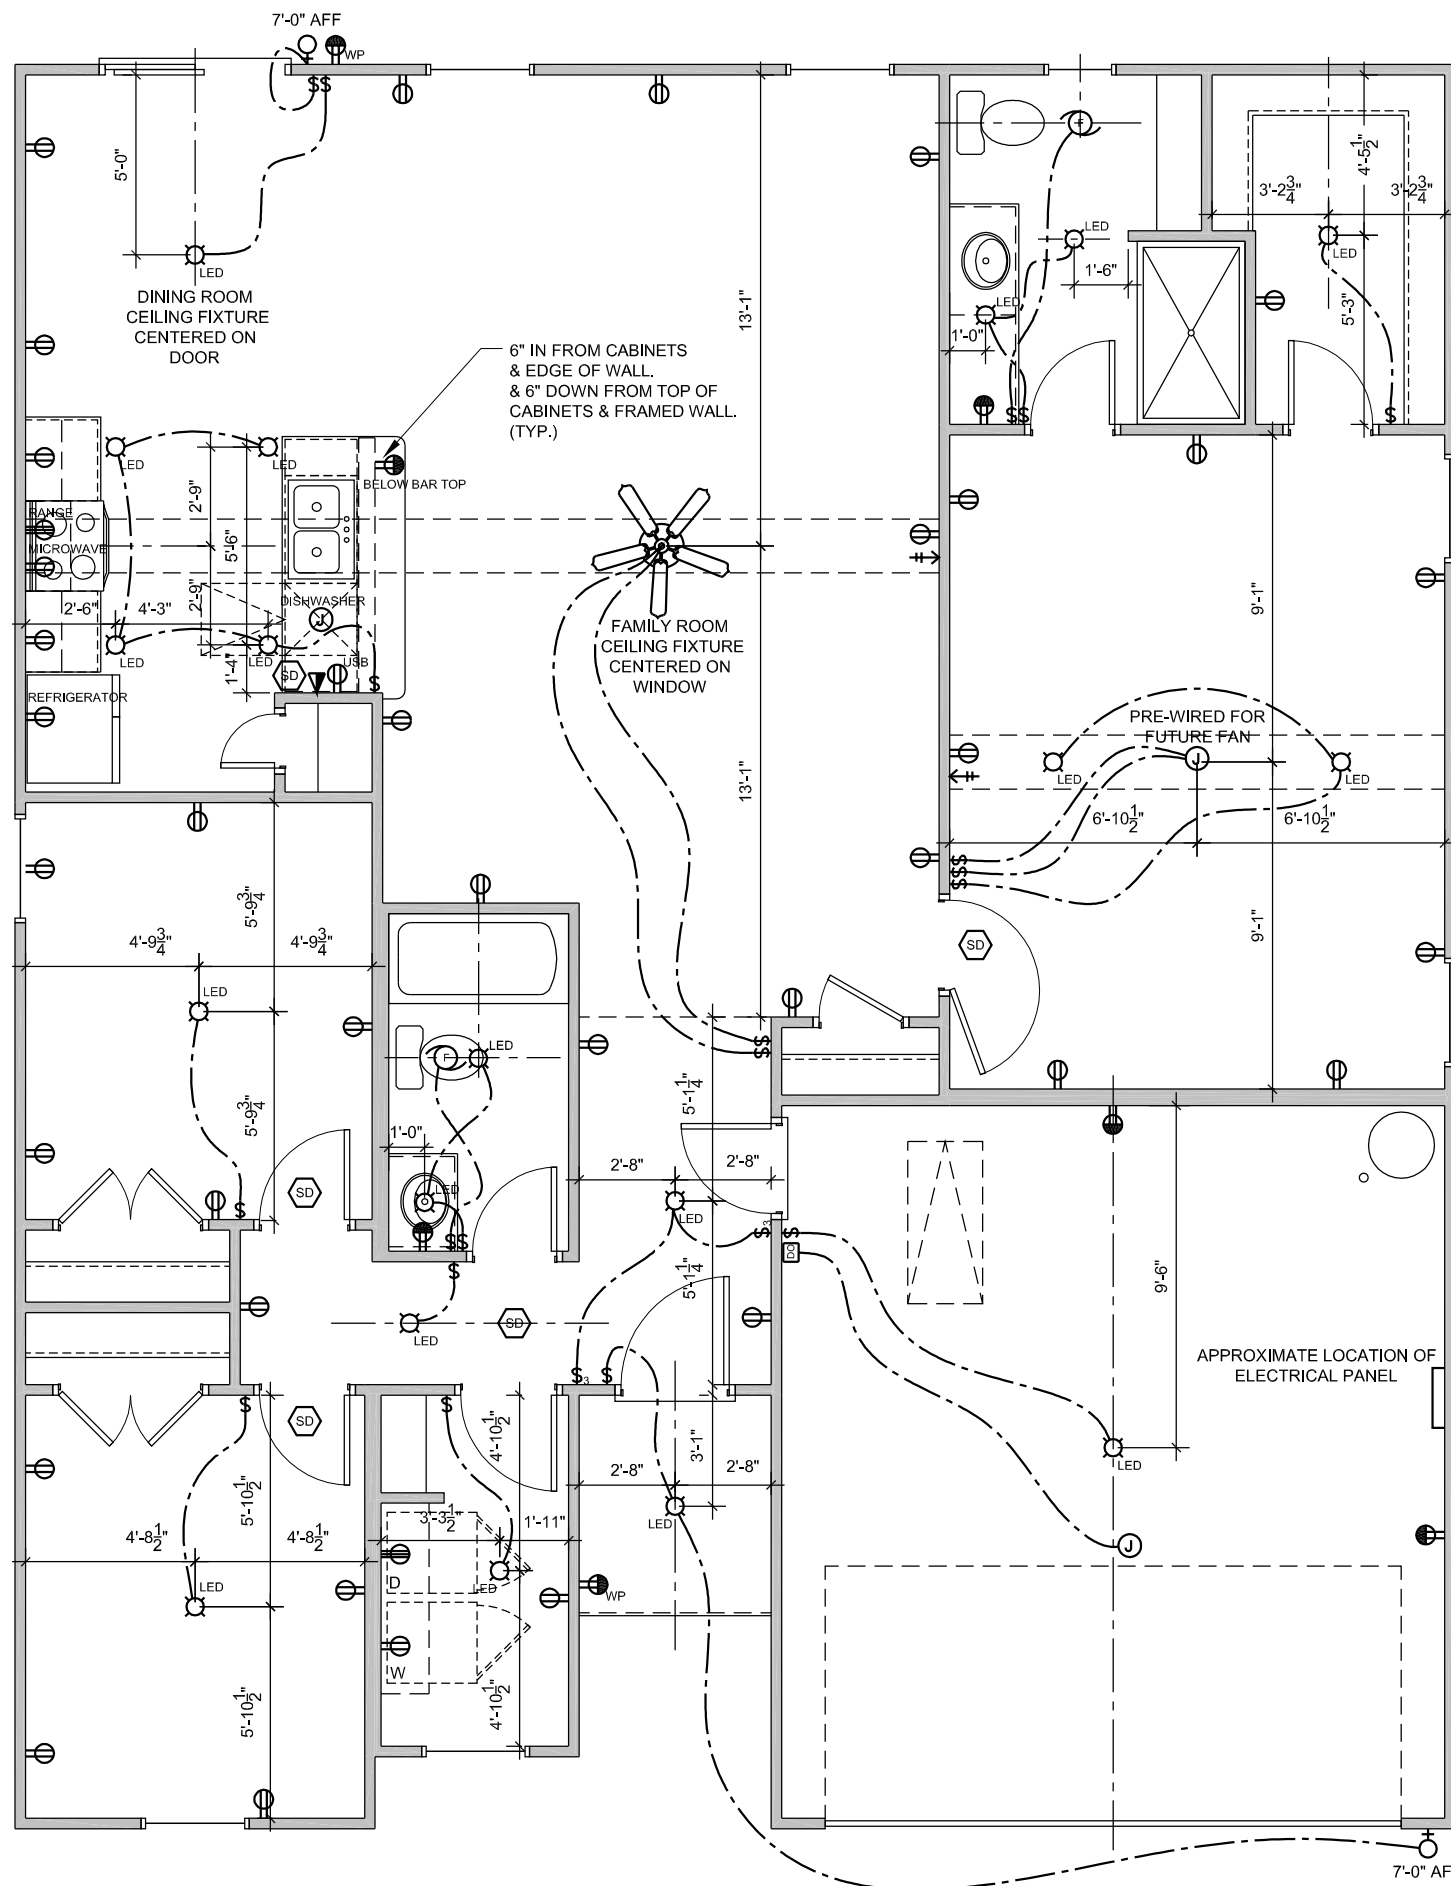 7'-0" AFF
WP
$$
5'-0"
LED
DINING ROOM
CEILING FIXTURE
CENTERED ON
DOOR
6" IN FROM CABINETS
& EDGE OF WALL.
& 6" DOWN FROM TOP OF
CABINETS & FRAMED WALL.
(TYP.)
13'-1"
F
LED
1'-6"
LED
1'-0"
$$
4'-5 1/2"
3'-2 3/4"
3'-2 3/4"
LED
5'-3"
$
LED
LED
2'-9"
5'-6"
2'-9"
BELOW BAR TOP
RANGE
MICROWAVE
2'-6"
4'-3"
DISHWASHER
J
LED
LED
1'-4"
SD
USB
$
REFRIGERATOR
FAMILY ROOM
CEILING FIXTURE
CENTERED ON
WINDOW
13'-1"
9'-1"
PRE-WIRED FOR
FUTURE FAN
LED
J
LED
6'-10 1/2"
6'-10 1/2"
$
$
$
9'-1"
SD
5'-9 3/4"
4'-9 3/4"
4'-9 3/4"
LED
5'-9 3/4"
$
SD
F
LED
1'-0"
LED
$$
$
LED
SD
$
$
5'-1 1/4"
2'-8"
2'-8"
LED
5'-1 1/4"
$3
$
DO
$3
$
9'-6"
APPROXIMATE LOCATION OF
ELECTRICAL PANEL
LED
J
$
SD
5'-10 1/2"
4'-8 1/2"
4'-8 1/2"
LED
5'-10 1/2"
$
4'-10 1/2"
3'-3 1/2"
1'-11"
D
LED
W
4'-10 1/2"
3'-1"
2'-8"
2'-8"
LED
WP
7'-0" AF